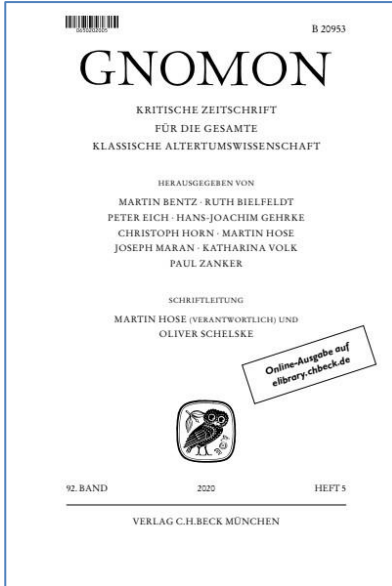 B 20953
0650202005
GNOMON
KRITISCHE ZEITSCHRIFT
FÜR DIE GESAMTE
KLASSISCHE ALTERTUMSWISSENSCHAFT
HERAUSGEGEBEN VON
MARTIN BENTZ · RUTH BIELFELDT
PETER EICH · HANS-JOACHIM GEHRKE
CHRISTOPH HORN · MARTIN HOSE
JOSEPH MARAN · KATHARINA VOLK
PAUL ZANKER
SCHRIFTLEITUNG
MARTIN HOSE (VERANTWORTLICH) UND
OLIVER SCHELSKE
Online-Ausgabe auf
elibrary.chbeck.de
92. BAND 2020 HEFT 5
VERLAG C.H.BECK MÜNCHEN